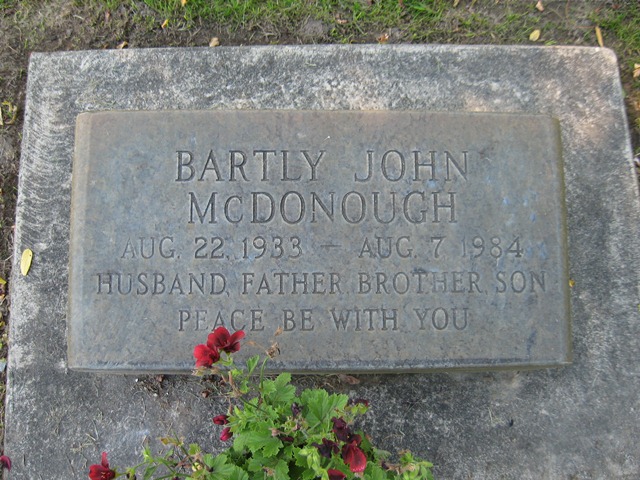 BARTLY JOHN
McDONOUGH
AUG. 22, 1933 — AUG. 7 1984
HUSBAND, FATHER, BROTHER, SON
PEACE BE WITH YOU